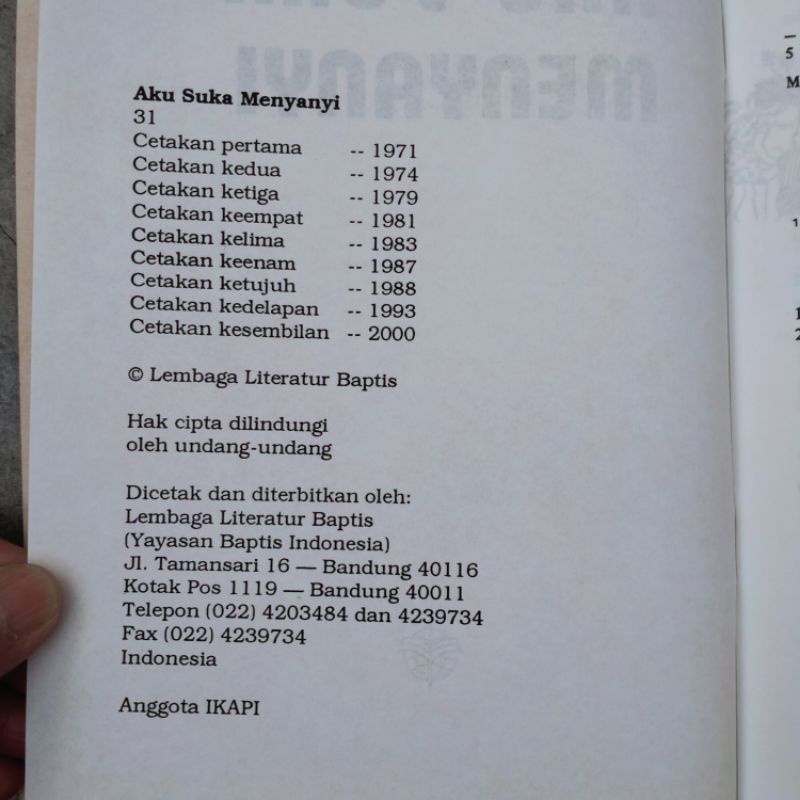 Aku Suka Menyanyi
31
Cetakan pertama -- 1971
Cetakan kedua -- 1974
Cetakan ketiga -- 1979
Cetakan keempat -- 1981
Cetakan kelima -- 1983
Cetakan keenam -- 1987
Cetakan ketujuh -- 1988
Cetakan kedelapan -- 1993
Cetakan kesembilan -- 2000
© Lembaga Literatur Baptis
Hak cipta dilindungi
oleh undang-undang
Dicetak dan diterbitkan oleh:
Lembaga Literatur Baptis
(Yayasan Baptis Indonesia)
Jl. Tamansari 16 — Bandung 40116
Kotak Pos 1119 — Bandung 40011
Telepon (022) 4203484 dan 4239734
Fax (022) 4239734
Indonesia
Anggota IKAPI
5
M
1